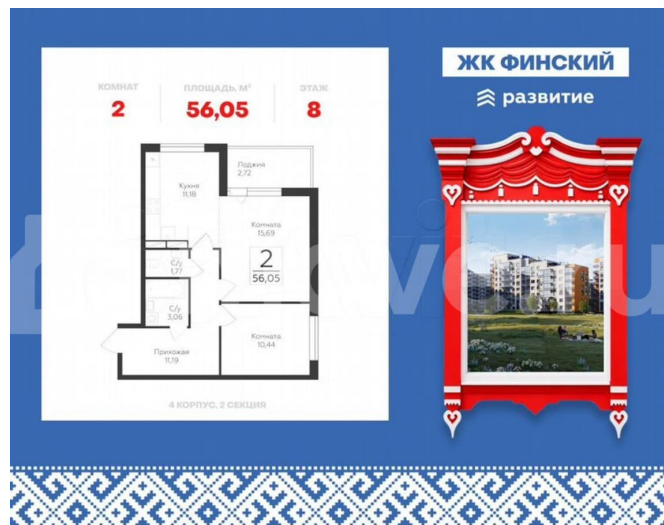 КОМНАТ
2
ПЛОЩАДЬ, М²
56,05
ЭТАЖ
8
ЖК ФИНСКИЙ
развитие
Лоджия
2,72
Кухня
11,18
Комната
15,69
С/у
1,77
2
56,05
С/у
3,06
Комната
10,44
Прихожая
11,19
4 КОРПУС, 2 СЕКЦИЯ